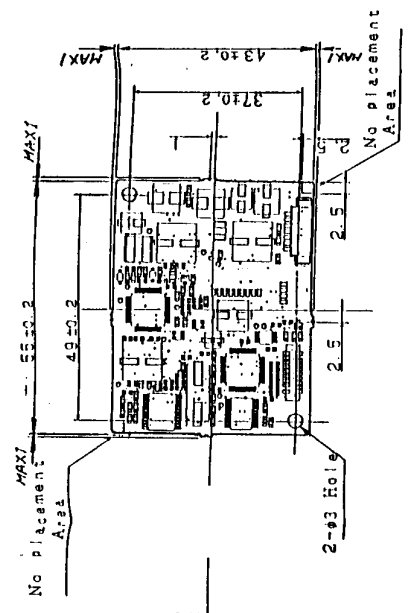 MAX1
43±0.2
MAX1
37±0.2
1
2.5
No placement
Area
MAX1
55±0.2
49±0.2
2.5
2.5
MAX1
No placement
Area
2-φ3 Hole